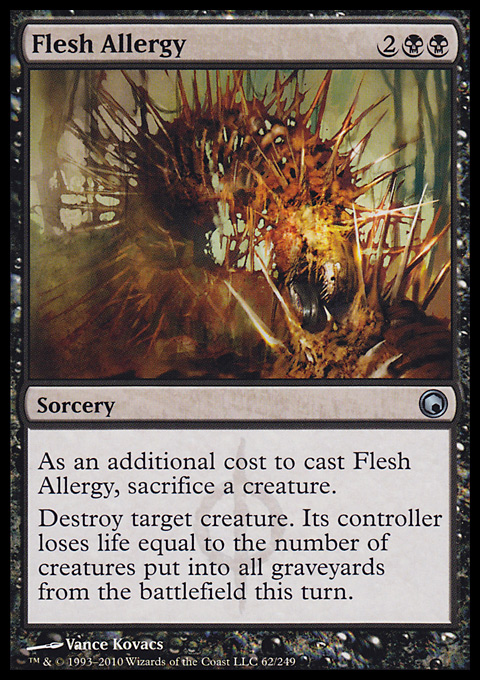 Flesh Allergy 2
Sorcery
As an additional cost to cast Flesh
Allergy, sacrifice a creature.
Destroy target creature. Its controller
loses life equal to the number of
creatures put into all graveyards
from the battlefield this turn.
Vance Kovacs
™ & © 1993–2010 Wizards of the Coast LLC 62/249